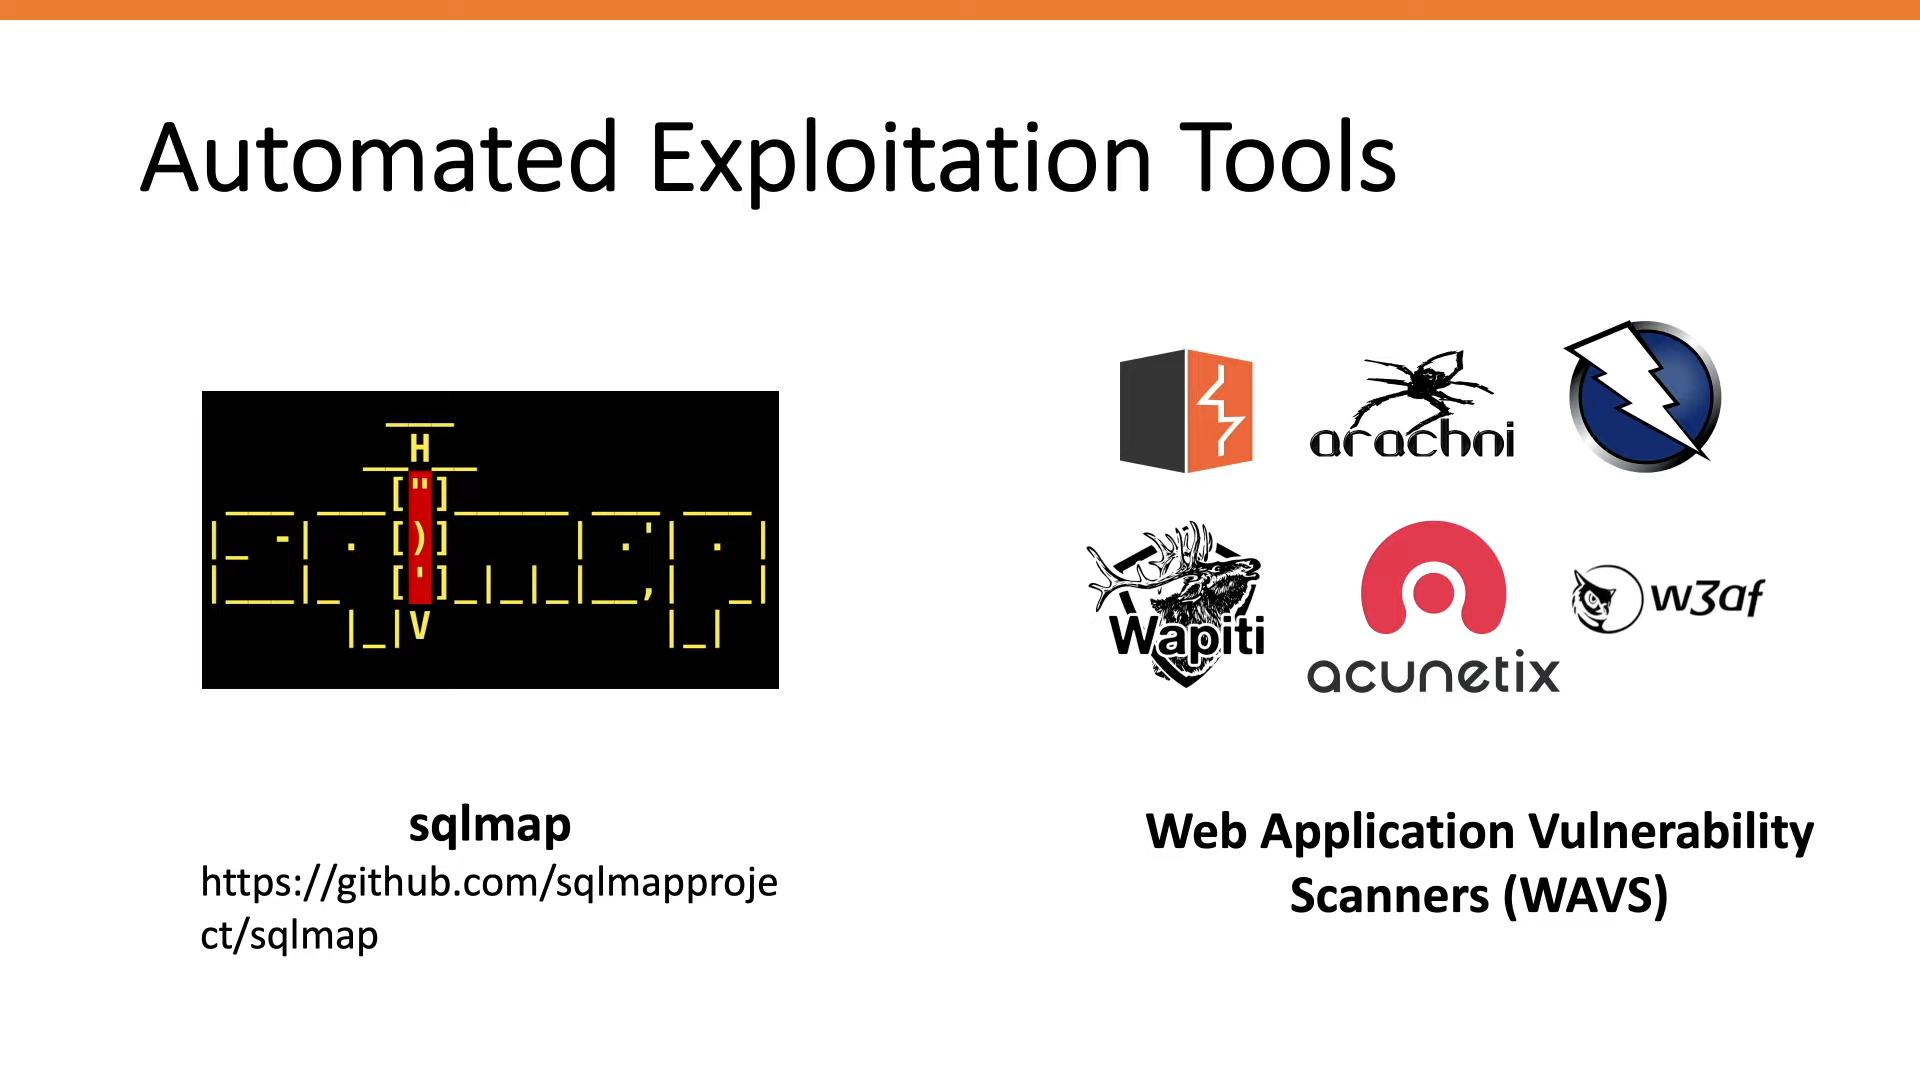 Automated Exploitation Tools
arachni
Wapiti
acunetix
w3af
sqlmap
https://github.com/sqlmapproje
ct/sqlmap
Web Application Vulnerability
Scanners (WAVS)